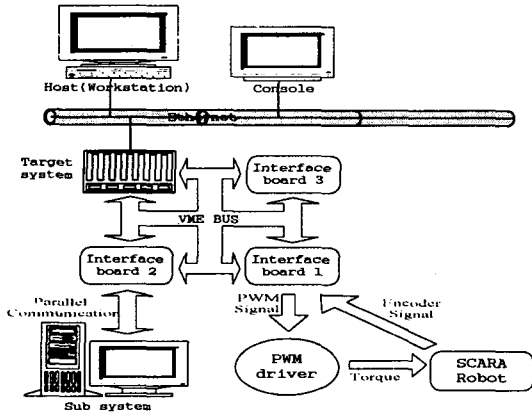 Host(Workstation)
Console
Ethernet
Target
system
Interface
board 3
VME BUS
Interface
board 2
Interface
board 1
Parallel
Communication
PWM
Signal
Encoder
Signal
PWM
driver
Torque
SCARA
Robot
Sub system